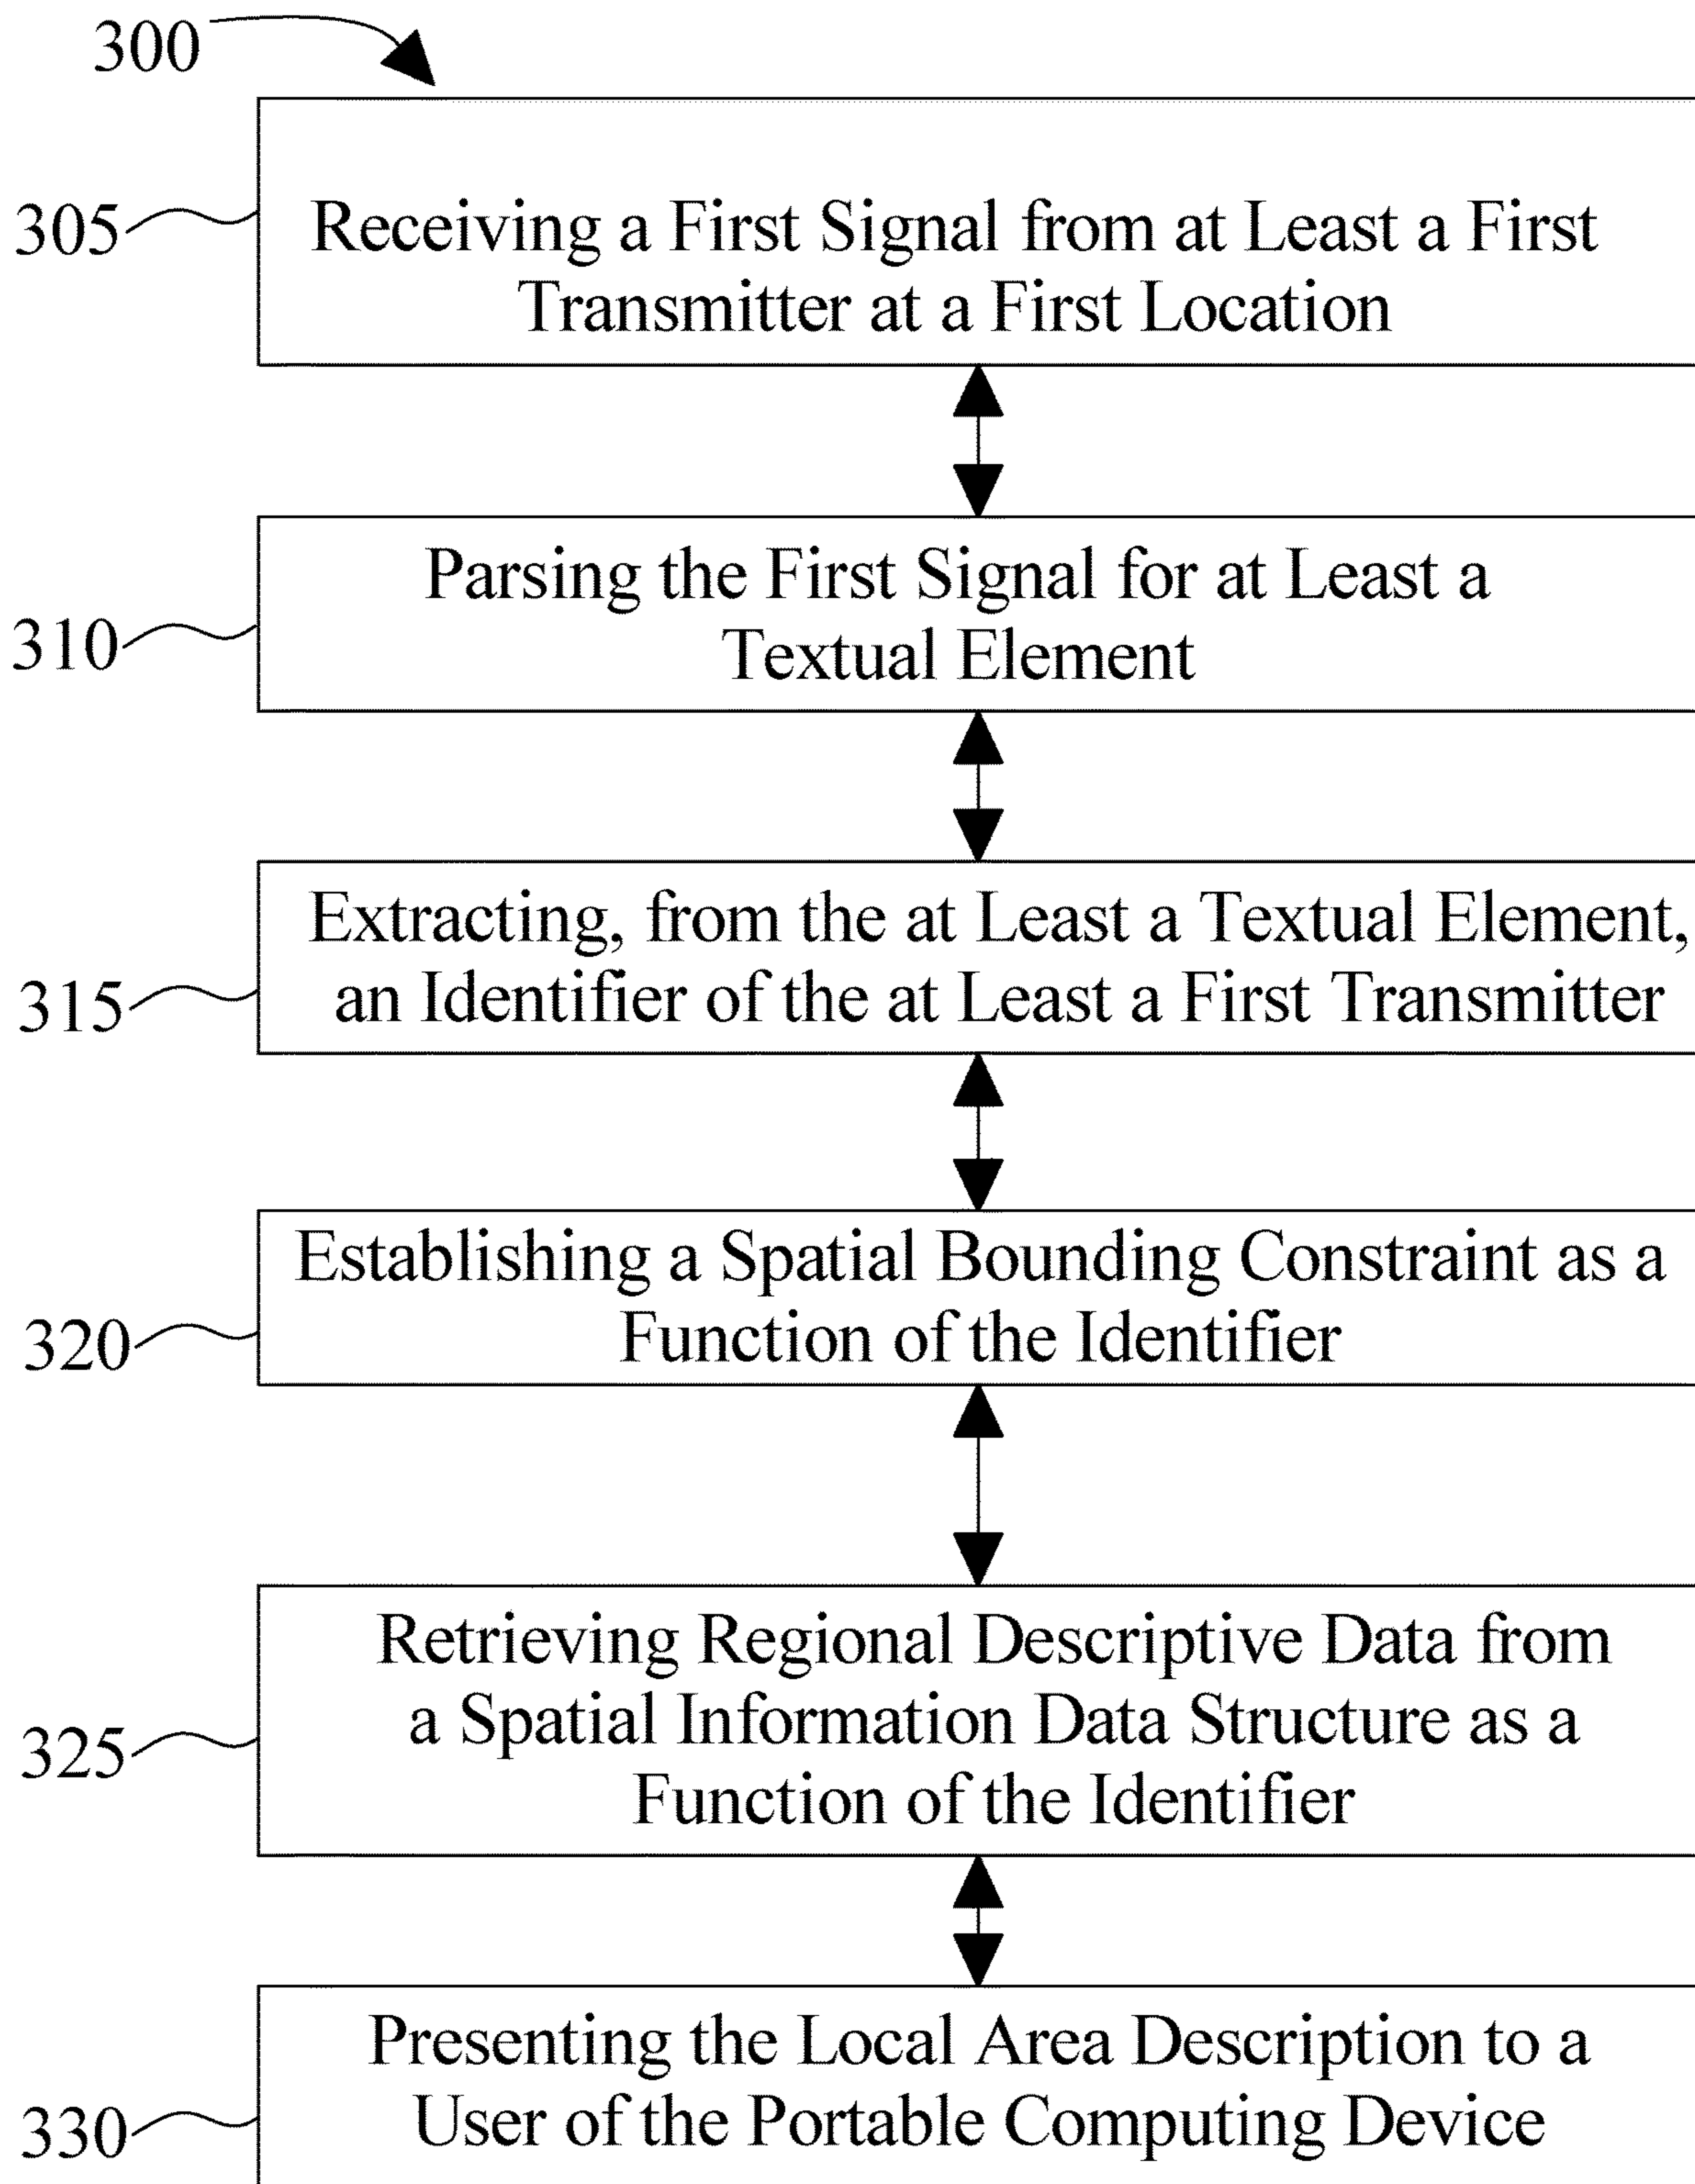 300
305
Receiving a First Signal from at Least a First
Transmitter at a First Location
310
Parsing the First Signal for at Least a
Textual Element
315
Extracting, from the at Least a Textual Element,
an Identifier of the at Least a First Transmitter
320
Establishing a Spatial Bounding Constraint as a
Function of the Identifier
325
Retrieving Regional Descriptive Data from
a Spatial Information Data Structure as a
Function of the Identifier
330
Presenting the Local Area Description to a
User of the Portable Computing Device